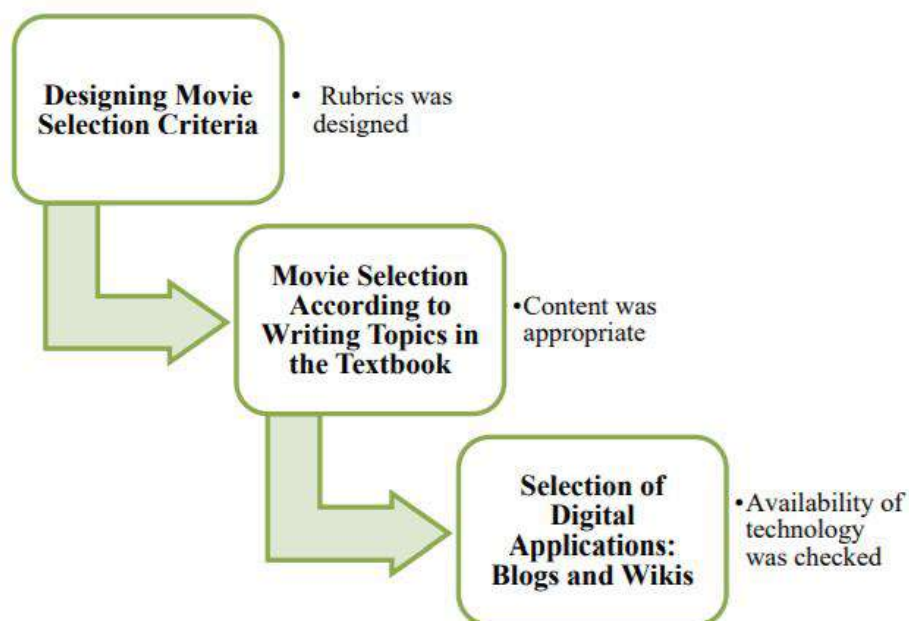 Designing Movie
Selection Criteria
• Rubrics was
designed
Movie Selection
According to
Writing Topics in
the Textbook
•Content was
appropriate
Selection of
Digital
Applications:
Blogs and Wikis
•Availability of
technology
was checked